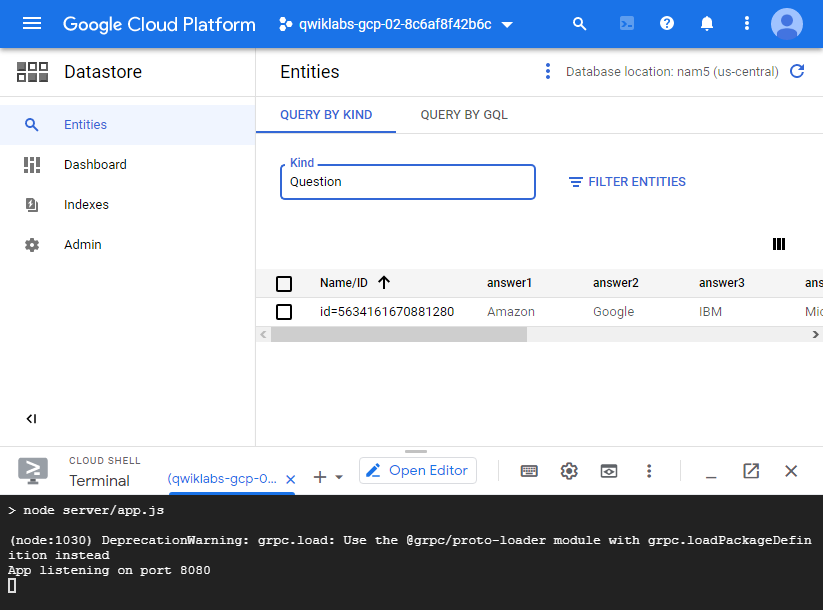 Google Cloud Platform
qwiklabs-gcp-02-8c6af8f42b6c
Datastore
Entities
Database location: nam5 (us-central)
Entities
Dashboard
Indexes
Admin
QUERY BY KIND
QUERY BY GQL
Kind
Question
FILTER ENTITIES
Name/ID answer1 answer2 answer3 ans
id=5634161670881280 Amazon Google IBM Mic
CLOUD SHELL
Terminal
(qwiklabs-gcp-0...
Open Editor
> node server/app.js
(node:1030) DeprecationWarning: grpc.load: Use the @grpc/proto-loader module with grpc.loadPackageDefin
ition instead
App listening on port 8080